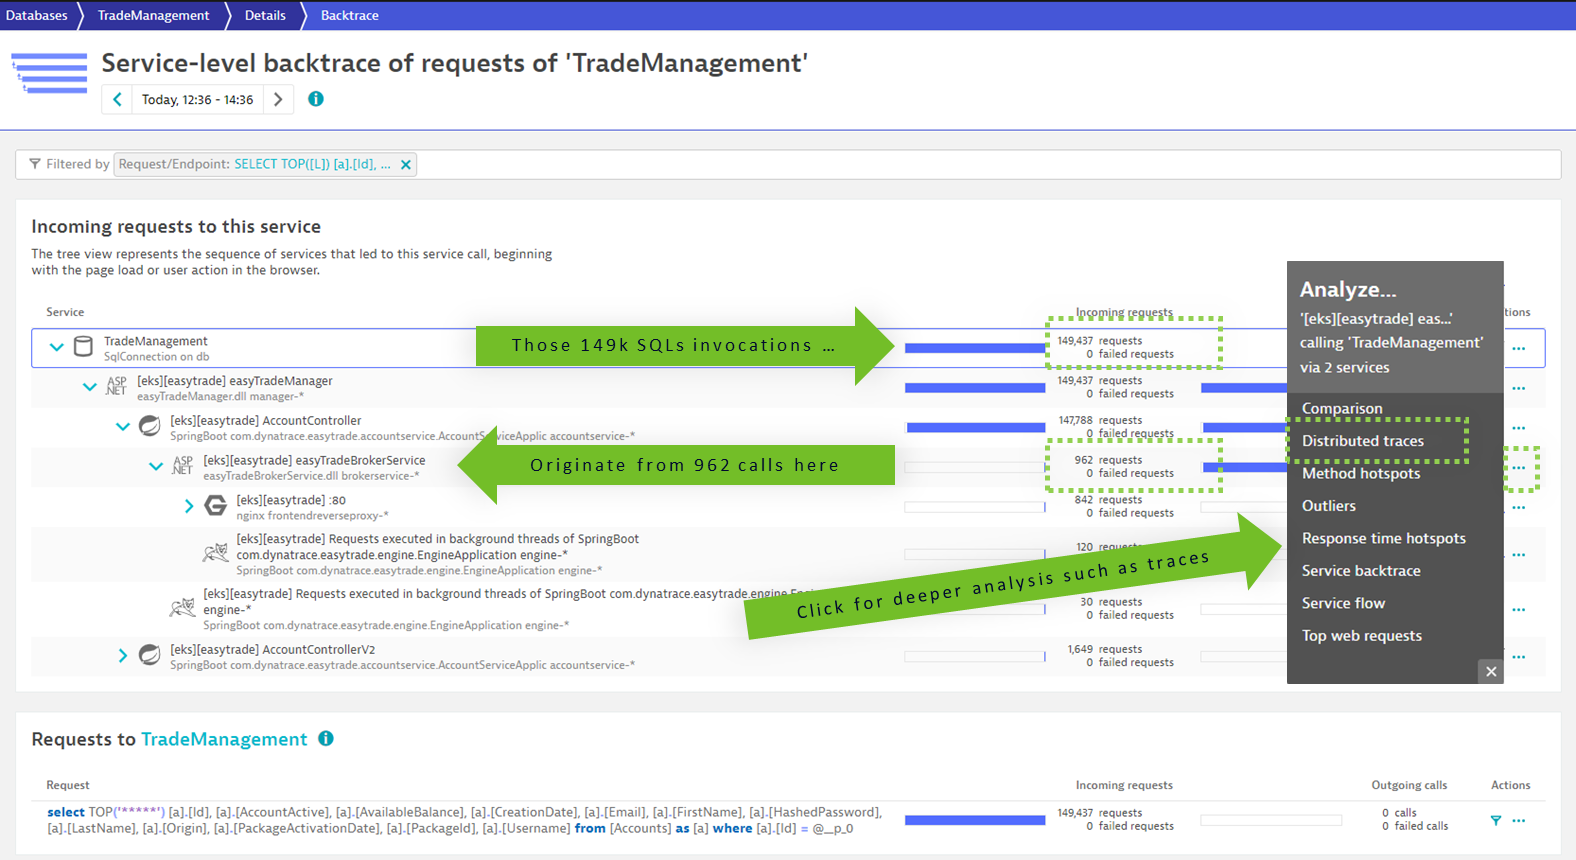 Databases
TradeManagement
Details
Backtrace
Service-level backtrace of requests of 'TradeManagement'
Today, 12:36 - 14:36
Filtered by
Request/Endpoint: SELECT TOP([L]) [a].[Id], ...
Incoming requests to this service
The tree view represents the sequence of services that led to this service call, beginning
with the page load or user action in the browser.
Service
Incoming requests
TradeManagement
SqlConnection on db
Those 149k SQLs invocations ...
149,437 requests
0 failed requests
ASP
.NET
[eks][easytrade] easyTradeManager
easyTradeManager.dll manager-*
149,437 requests
0 failed requests
[eks][easytrade] AccountController
SpringBoot com.dynatrace.easytrade.accountservice.AccountServiceApplic accountservice-*
147,788 requests
0 failed requests
ASP
.NET
[eks][easytrade] easyTradeBrokerService
easyTradeBrokerService.dll brokerservice-*
Originate from 962 calls here
962 requests
0 failed requests
[eks][easytrade] :80
nginx frontendreverseproxy-*
842 requests
0 failed requests
[eks][easytrade] Requests executed in background threads of SpringBoot
com.dynatrace.easytrade.engine.EngineApplication engine-*
SpringBoot com.dynatrace.easytrade.engine.EngineApplication engine-*
120
0 failed requests
Click for deeper analysis such as traces
[eks][easytrade] Requests executed in background threads of SpringBoot com.dynatrace.easytrade.engine
engine-*
SpringBoot com.dynatrace.easytrade.engine.EngineApplication engine-*
30 requests
0 failed requests
[eks][easytrade] AccountControllerV2
SpringBoot com.dynatrace.easytrade.accountservice.AccountServiceApplic accountservice-*
1,649 requests
0 failed requests
Analyze...
'[eks][easytrade] eas...'
calling 'TradeManagement'
via 2 services
Comparison
Distributed traces
Method hotspots
Outliers
Response time hotspots
Service backtrace
Service flow
Top web requests
Requests to TradeManagement
Request
Incoming requests
Outgoing calls
Actions
select TOP('*****') [a].[Id], [a].[AccountActive], [a].[AvailableBalance], [a].[CreationDate], [a].[Email], [a].[FirstName], [a].[HashedPassword],
[a].[LastName], [a].[Origin], [a].[PackageActivationDate], [a].[PackageId], [a].[Username] from [Accounts] as [a] where [a].[Id] = @__p_0
149,437 requests
0 failed requests
0 calls
0 failed calls